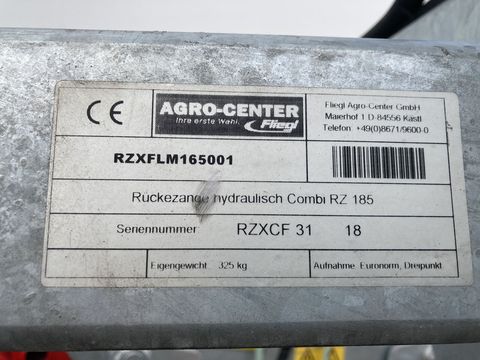 CE
AGRO-CENTER
Ihre erste Wahl.
Fliegl
Fliegl Agro-Center GmbH
Maierhof 1 D-84556 Kastl
Telefon: +49(0)8671/9600-0
RZXFLM165001
Rückezange hydraulisch Combi RZ 185
Seriennummer RZXCF 31 18
Eigengewicht: 325 kg
Aufnahme: Euronorm, Dreipunkt